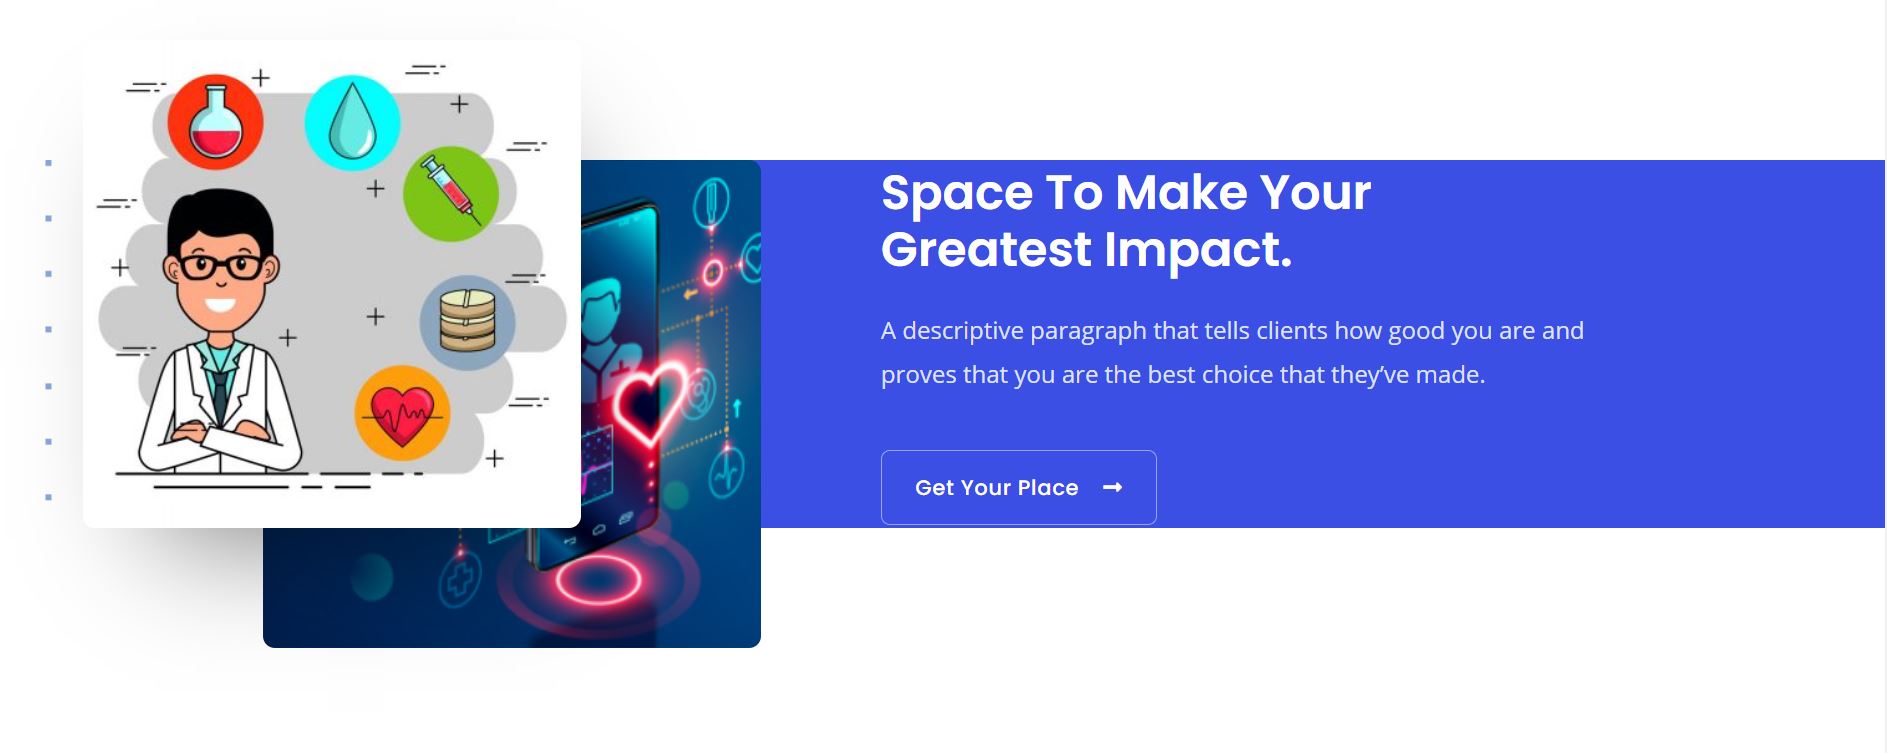 Space To Make Your
Greatest Impact.
A descriptive paragraph that tells clients how good you are and
proves that you are the best choice that they’ve made.
Get Your Place